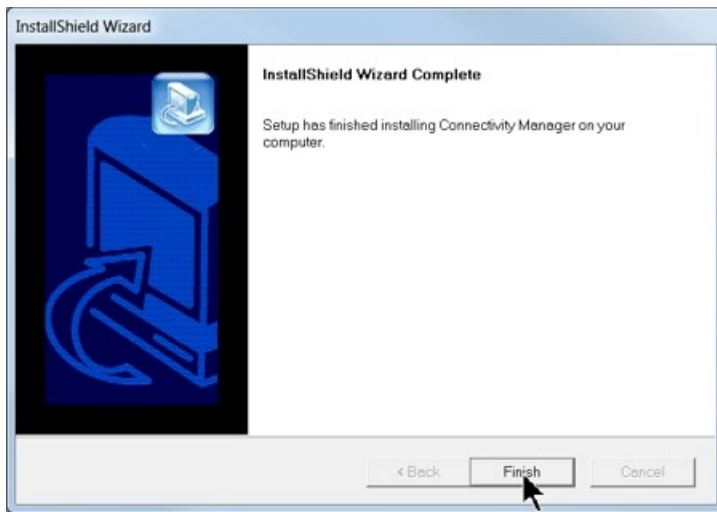 InstallShield Wizard
InstallShield Wizard Complete
Setup has finished installing Connectivity Manager on your
computer.
< Back
Finish
Cancel